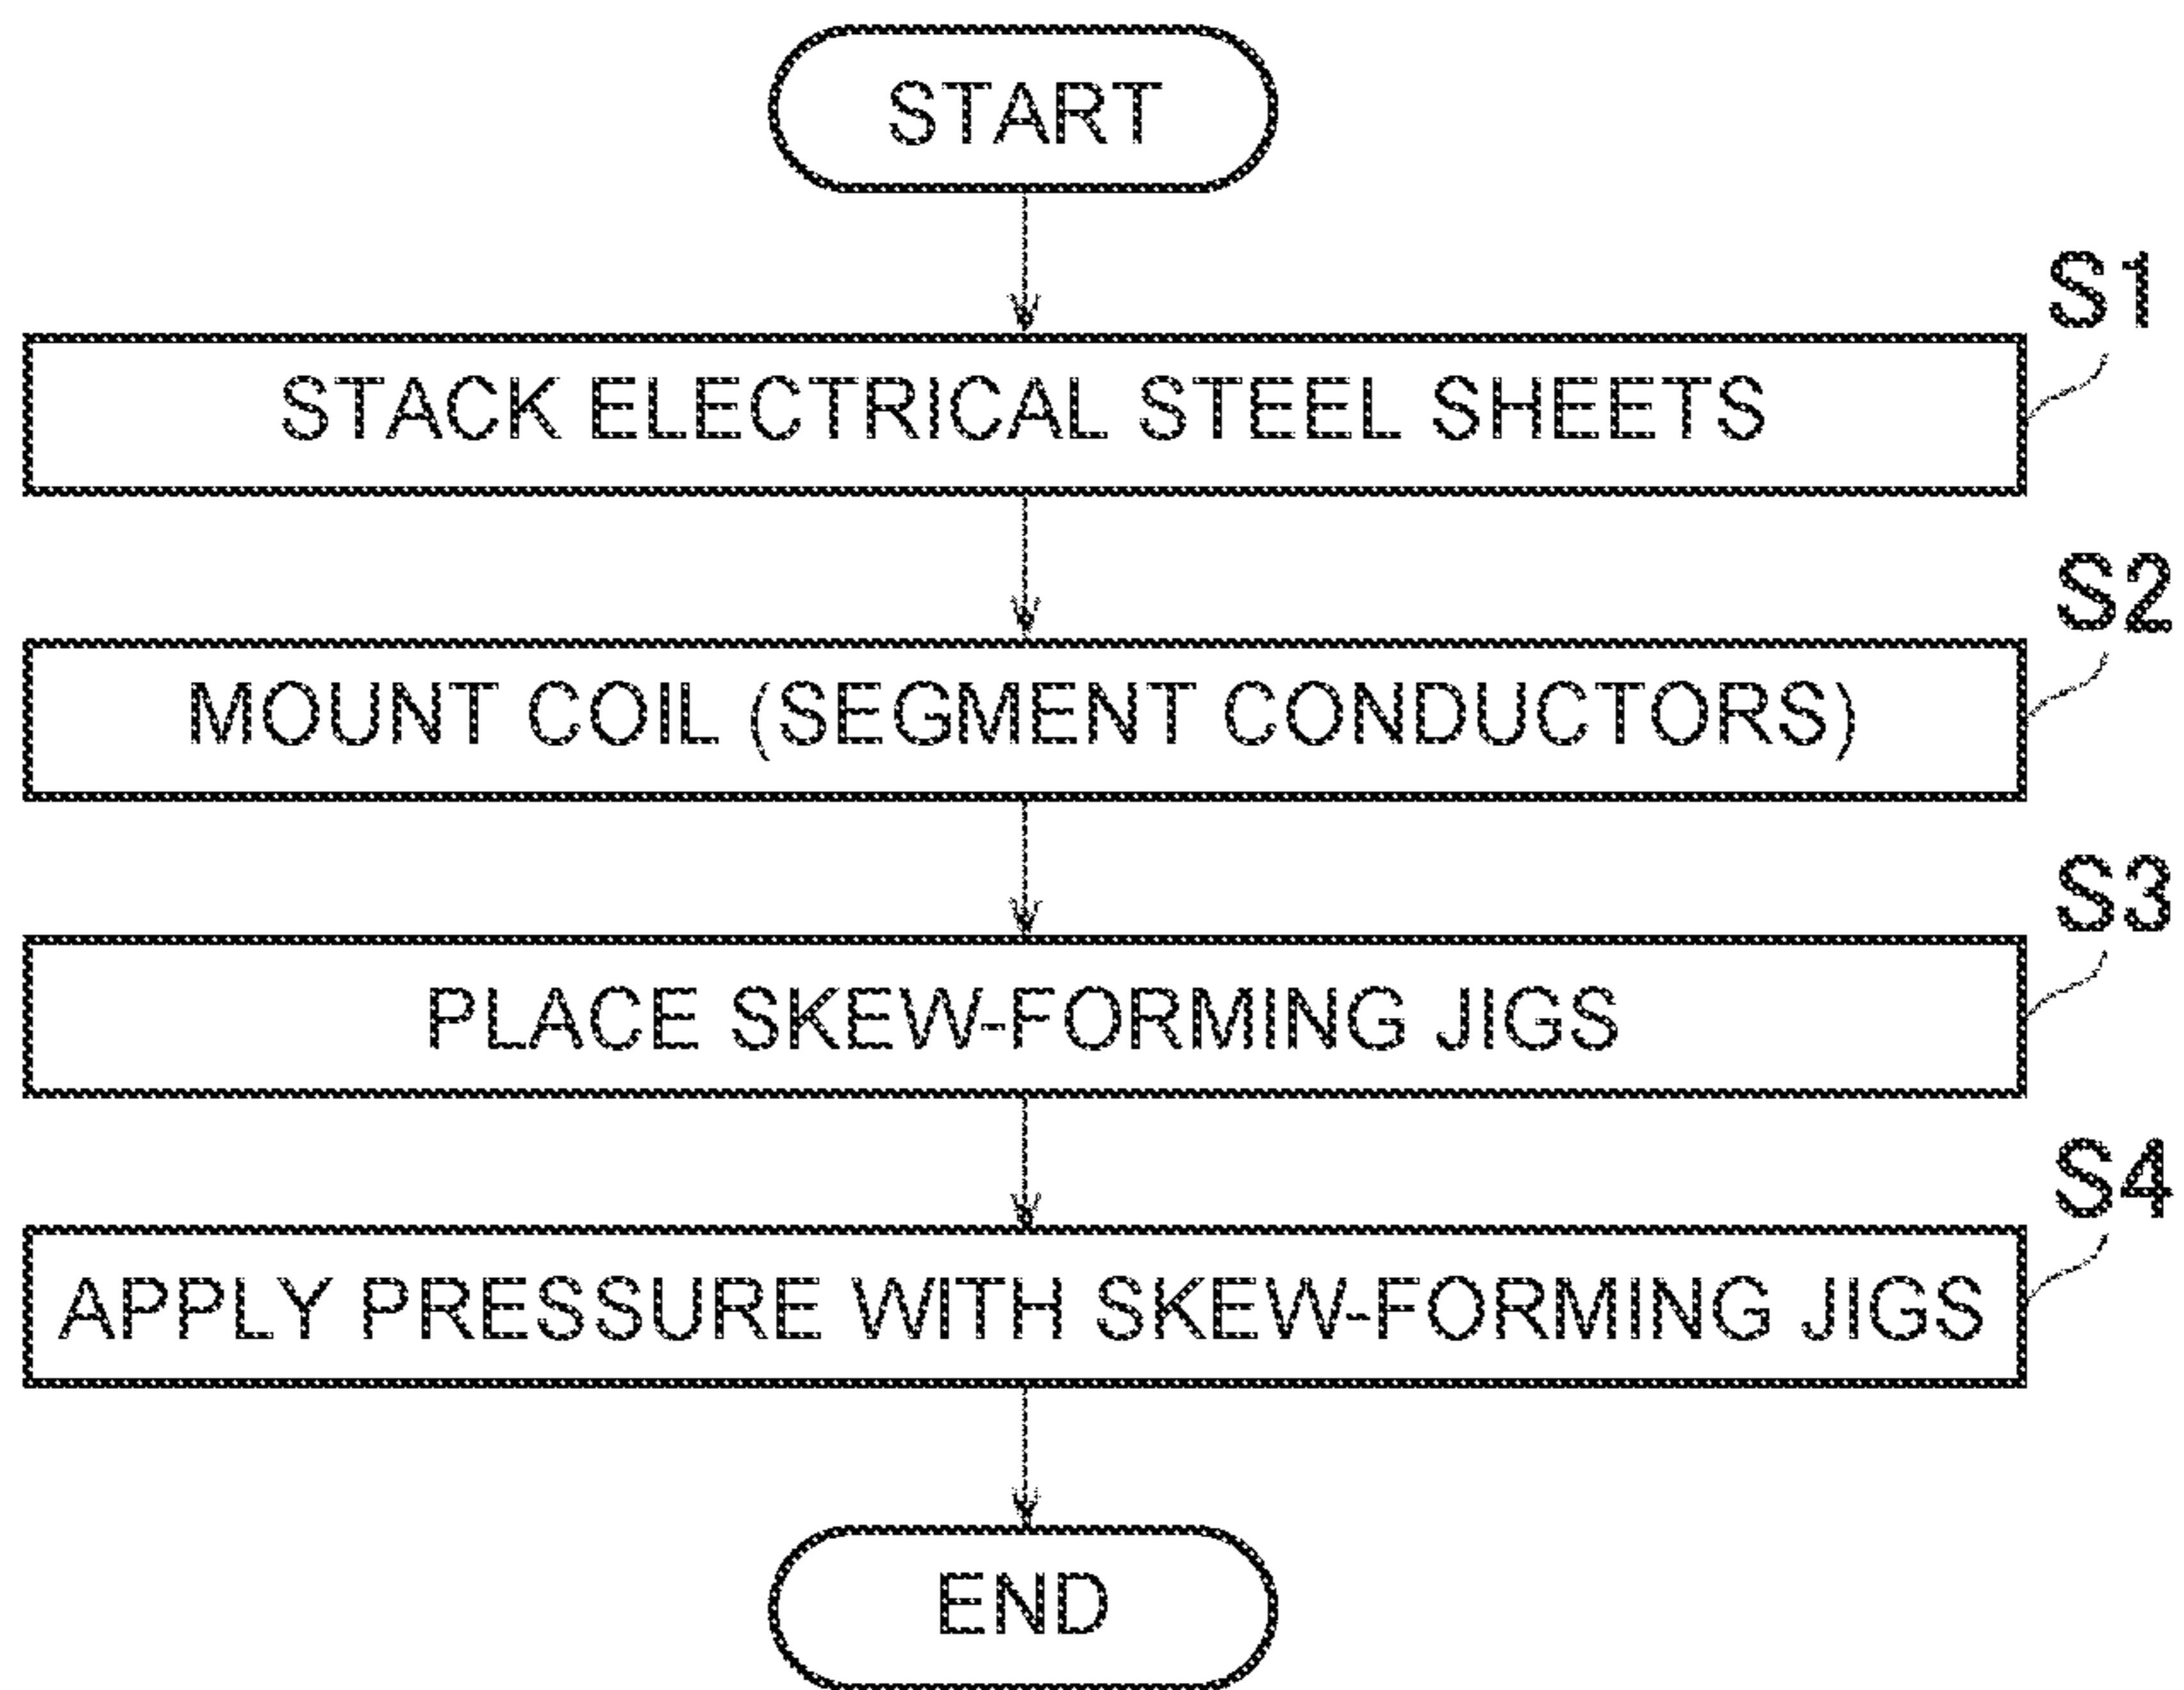 START
S1
STACK ELECTRICAL STEEL SHEETS
S2
MOUNT COIL (SEGMENT CONDUCTORS)
S3
PLACE SKEW-FORMING JIGS
S4
APPLY PRESSURE WITH SKEW-FORMING JIGS
END